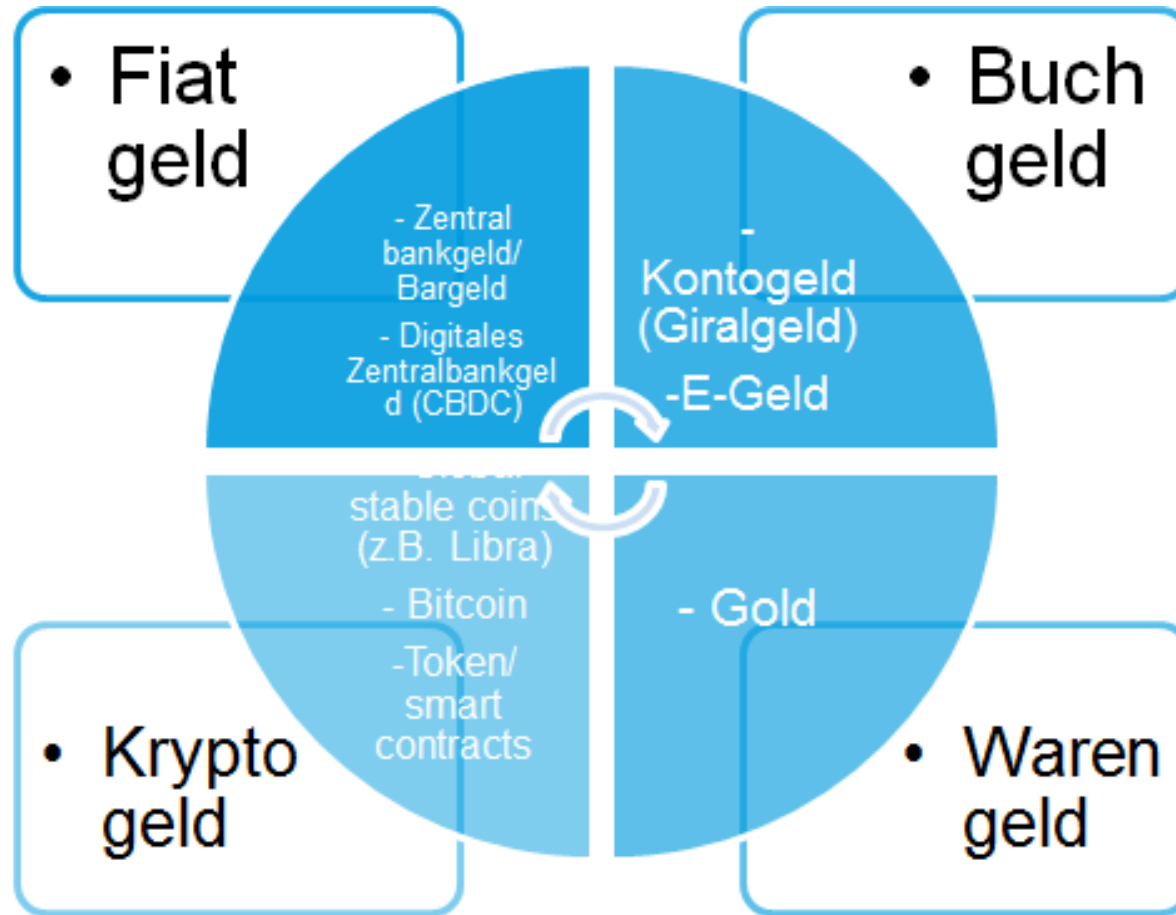 • Fiat
geld
- Zentral
bankgeld/
Bargeld
- Digitales
Zentralbankgel
d (CBDC)
• Buch
geld
-
Kontogeld
(Giralgeld)
-E-Geld
stable coins
(z.B. Libra)
- Bitcoin
-Token/
smart
contracts
• Krypto
geld
- Gold
• Waren
geld